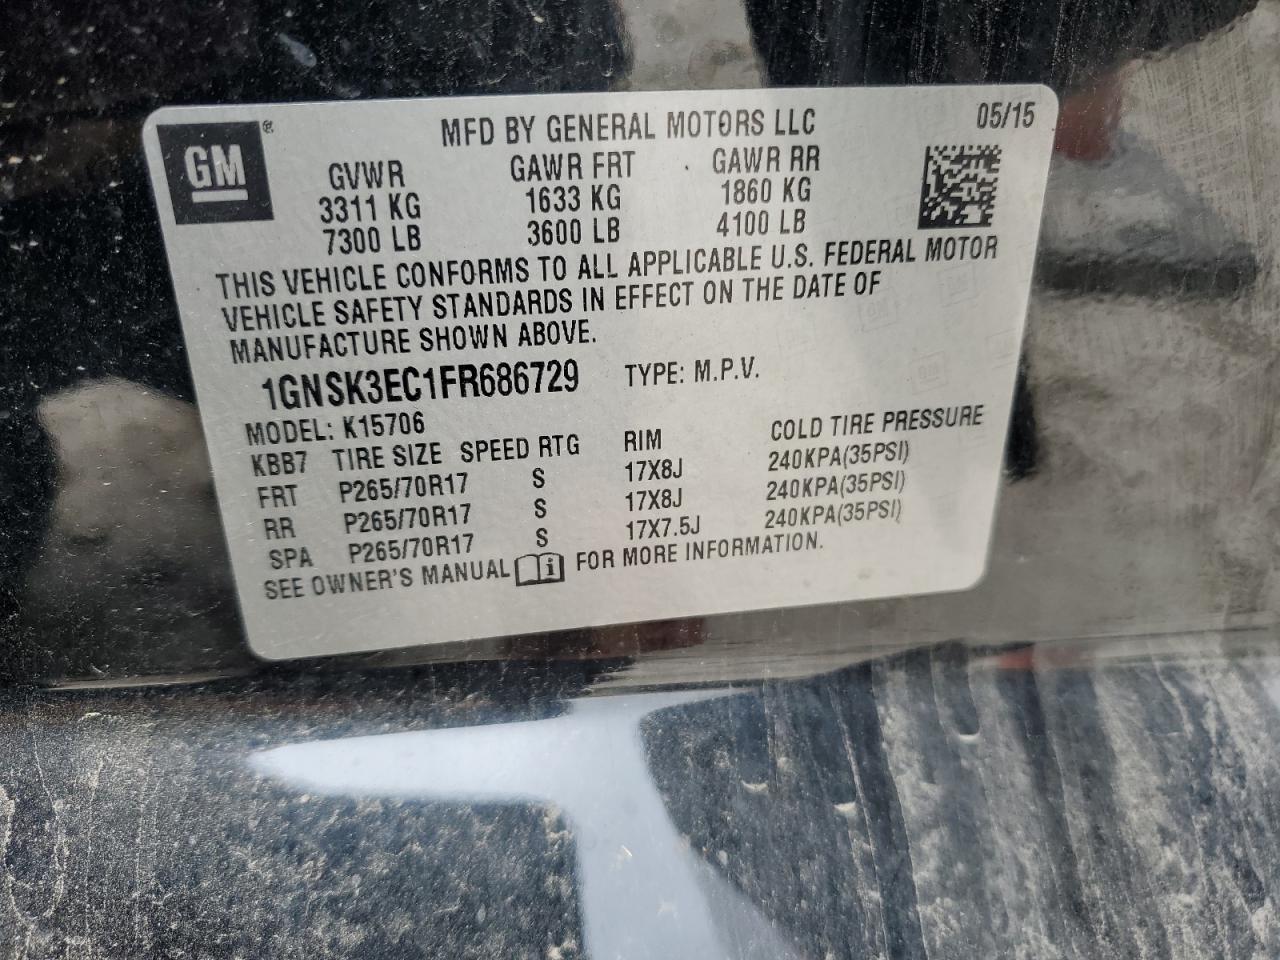 GM ®
MFD BY GENERAL MOTORS LLC 05/15
GVWR GAWR FRT GAWR RR
3311 KG 1633 KG 1860 KG
7300 LB 3600 LB 4100 LB
THIS VEHICLE CONFORMS TO ALL APPLICABLE U.S. FEDERAL MOTOR
VEHICLE SAFETY STANDARDS IN EFFECT ON THE DATE OF
MANUFACTURE SHOWN ABOVE.
1GNSK3EC1FR686729 TYPE: M.P.V.
MODEL: K15706
KBB7 TIRE SIZE SPEED RTG RIM COLD TIRE PRESSURE
FRT P265/70R17 S 17X8J 240KPA(35PSI)
RR P265/70R17 S 17X8J 240KPA(35PSI)
SPA P265/70R17 S 17X7.5J 240KPA(35PSI)
SEE OWNER'S MANUAL i FOR MORE INFORMATION.